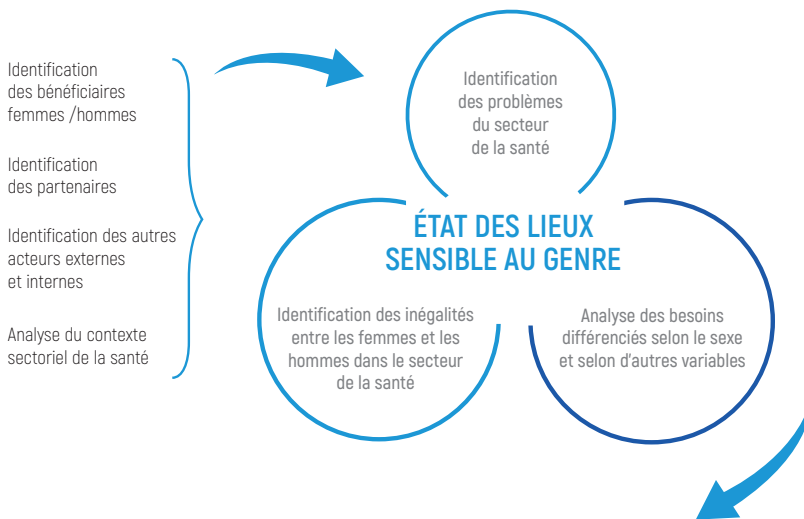 Identification
des bénéficiaires
femmes /hommes
Identification
des partenaires
Identification des autres
acteurs externes
et internes
Analyse du contexte
sectoriel de la santé
Identification
des problèmes
du secteur
de la santé
ÉTAT DES LIEUX
SENSIBLE AU GENRE
Identification des inégalités
entre les femmes et les
hommes dans le secteur
de la santé
Analyse des besoins
différenciés selon le sexe
et selon d'autres variables